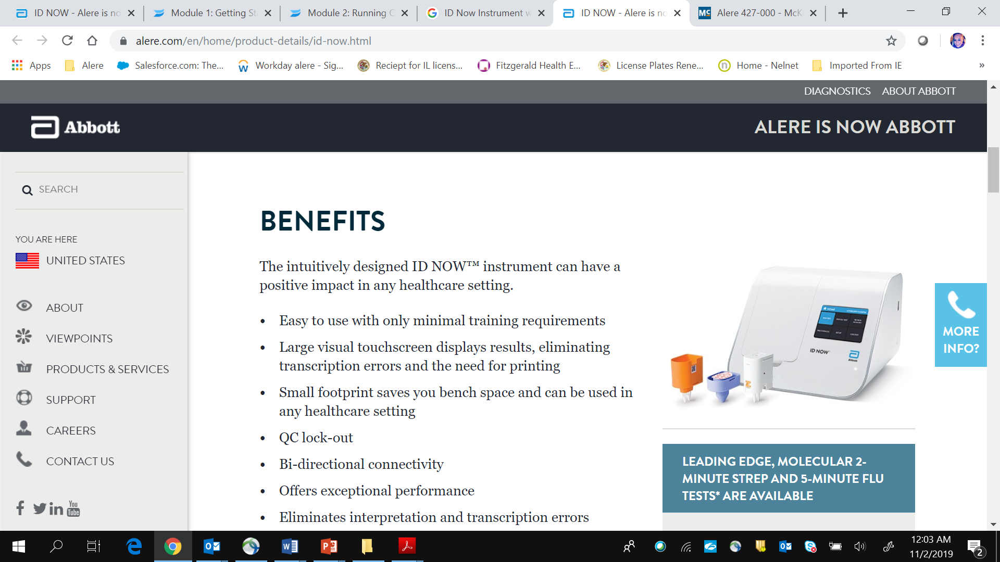 ID NOW - Alere is no
Module 1: Getting St
Module 2: Running C
ID Now Instrument w
ID NOW - Alere is no
Alere 427-000 - McK
alere.com/en/home/product-details/id-now.html
Apps
Alere
Salesforce.com: The...
Workday alere - Sig...
Reciept for IL licens...
Fitzgerald Health E...
License Plates Rene...
Home - Nelnet
Imported From IE
»
DIAGNOSTICS ABOUT ABBOTT
Abbott
ALERE IS NOW ABBOTT
SEARCH
YOU ARE HERE
UNITED STATES
ABOUT
VIEWPOINTS
PRODUCTS & SERVICES
SUPPORT
CAREERS
CONTACT US
You
Tube
BENEFITS
The intuitively designed ID NOW™ instrument can have a
positive impact in any healthcare setting.
• Easy to use with only minimal training requirements
• Large visual touchscreen displays results, eliminating
transcription errors and the need for printing
• Small footprint saves you bench space and can be used in
any healthcare setting
• QC lock-out
• Bi-directional connectivity
• Offers exceptional performance
• Eliminates interpretation and transcription errors
HOME
ID NOW™
Abbott
MORE
INFO?
LEADING EDGE, MOLECULAR 2-
MINUTE STREP AND 5-MINUTE FLU
TESTS* ARE AVAILABLE
12:03 AM
11/2/2019
2